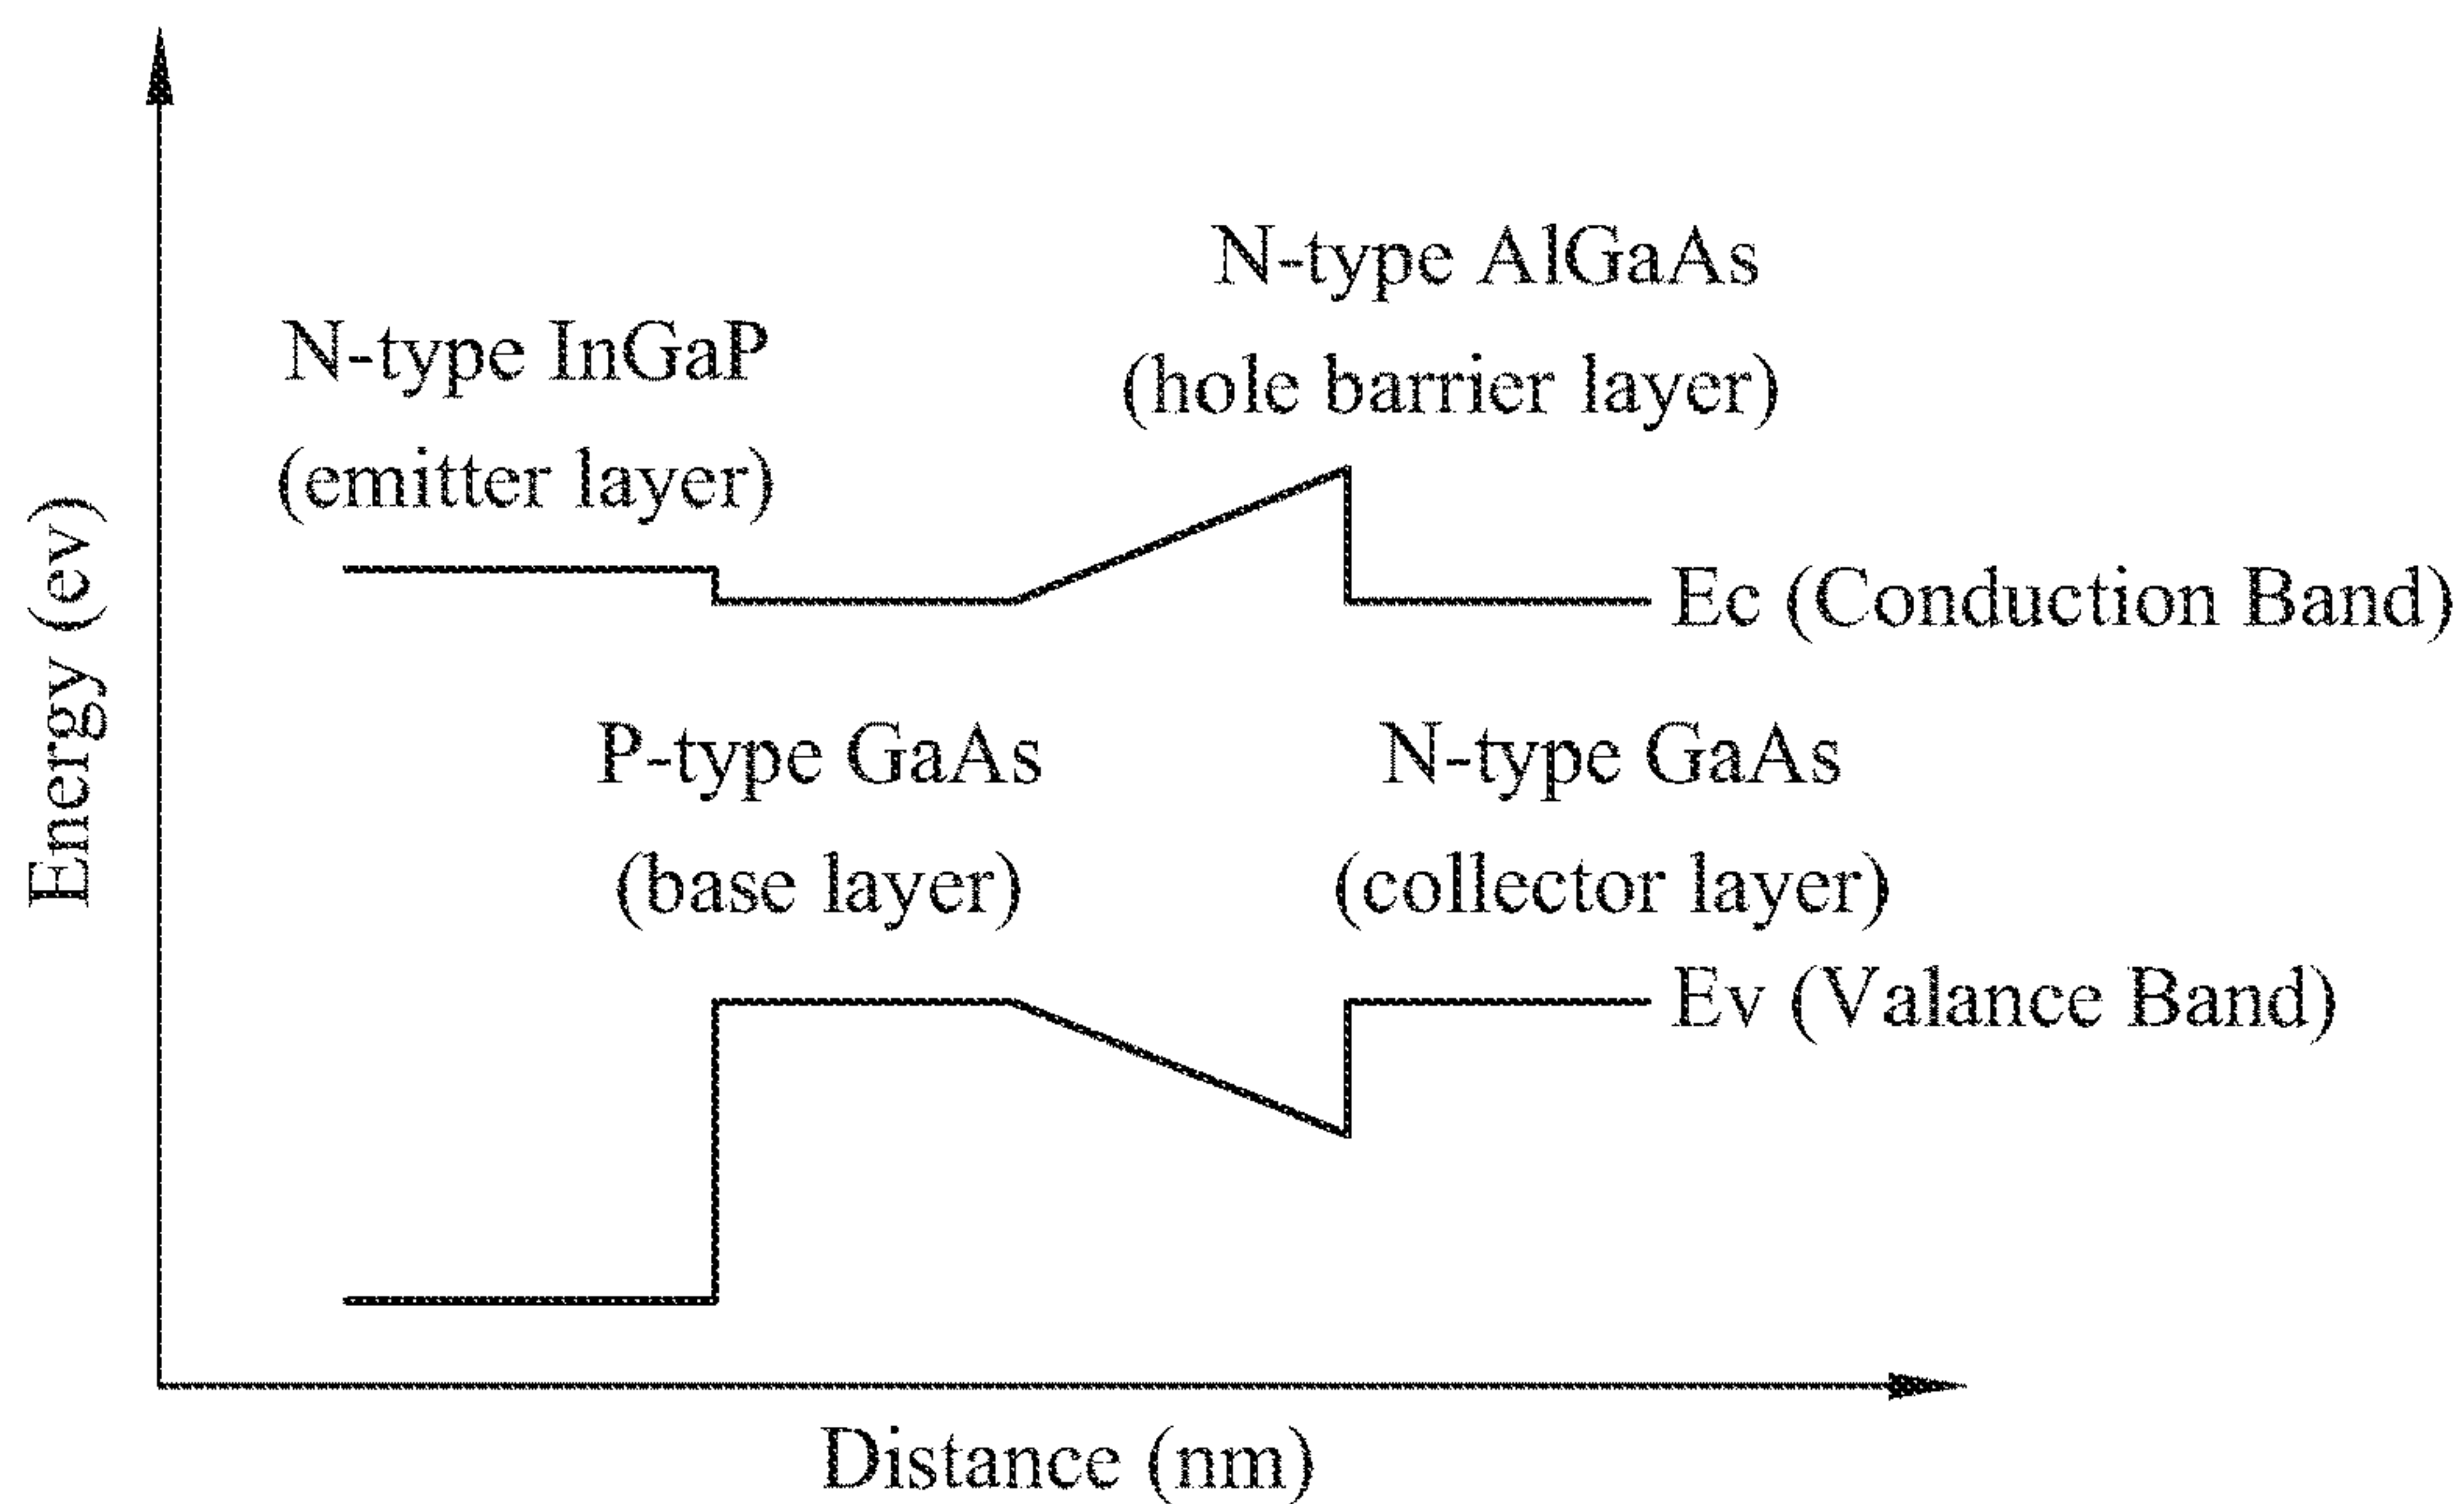 N-type AlGaAs
(hole barrier layer)
N-type InGaP
(emitter layer)
Energy (ev)
Ec (Conduction Band)
P-type GaAs
(base layer)
N-type GaAs
(collector layer)
Ev (Valance Band)
Distance (nm)